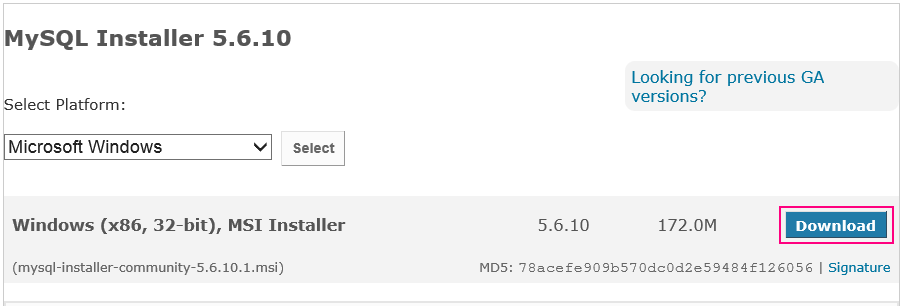 MySQL Installer 5.6.10
Looking for previous GA
versions?
Select Platform:
Microsoft Windows Select
Windows (x86, 32-bit), MSI Installer 5.6.10 172.0M Download
(mysql-installer-community-5.6.10.1.msi) MD5: 78acefe909b570dc0d2e59484f126056 | Signature